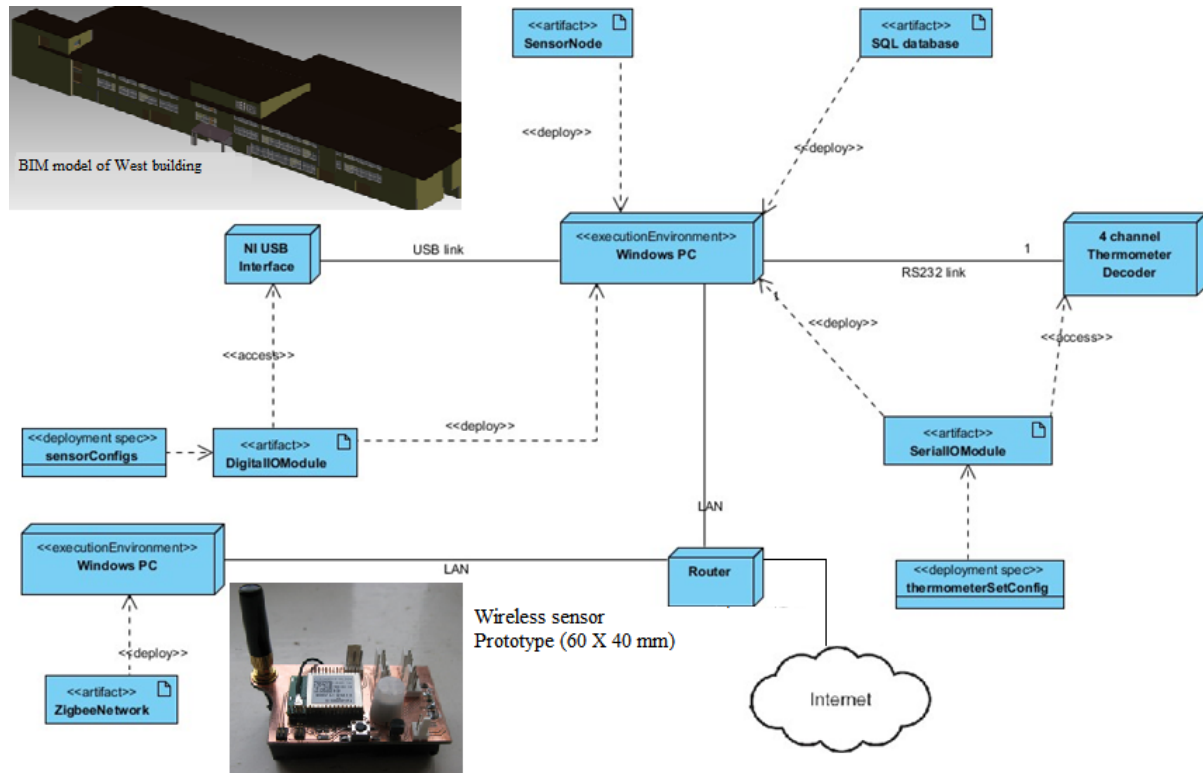 <<artifact>>
SensorNode
<<artifact>>
SQL database
<<deploy>>
<<deploy>>
BIM model of West building
NI USB
Interface
USB link
<<executionEnvironment>>
Windows PC
1
RS232 link
4 channel
Thermometer
Decoder
1
<<deploy>>
<<access>>
<<access>>
<<deploy>>
<<deployment spec>>
sensorConfigs
<<artifact>>
DigitalIOModule
<<artifact>>
SerialIOModule
LAN
<<executionEnvironment>>
Windows PC
LAN
Router
<<deployment spec>>
thermometerSetConfig
Wireless sensor
Prototype (60 X 40 mm)
<<deploy>>
<<artifact>>
ZigbeeNetwork
Internet